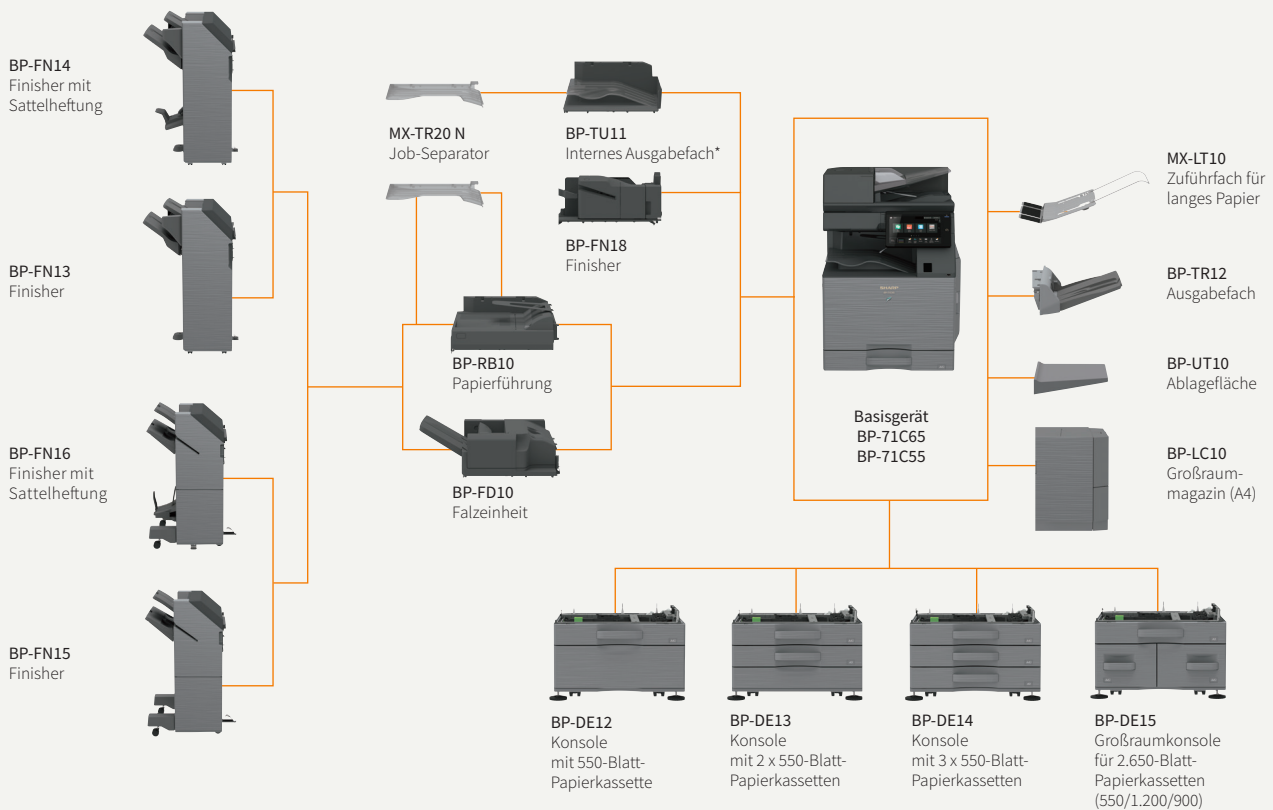 BP-FN14
Finisher mit
Sattelheftung
BP-FN13
Finisher
BP-FN16
Finisher mit
Sattelheftung
BP-FN15
Finisher
MX-TR20 N
Job-Separator
BP-TU11
Internes Ausgabefach*
BP-FN18
Finisher
BP-RB10
Papierführung
BP-FD10
Falzeinheit
SHARP
Basisgerät
BP-71C65
BP-71C55
MX-LT10
Zuführfach für
langes Papier
BP-TR12
Ausgabefach
BP-UT10
Ablagefläche
BP-LC10
Großraum-
magazin (A4)
BP-DE12
Konsole
mit 550-Blatt-
Papierkassette
BP-DE13
Konsole
mit 2 x 550-Blatt-
Papierkassetten
BP-DE14
Konsole
mit 3 x 550-Blatt-
Papierkassetten
BP-DE15
Großraumkonsole
für 2.650-Blatt-
Papierkassetten
(550/1.200/900)